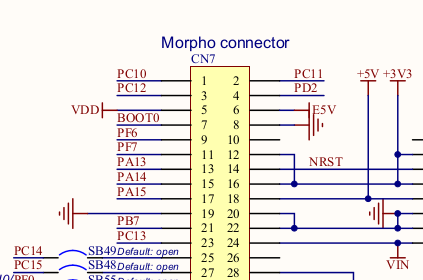 Morpho connector
CN7
PC10 1 2 PC11 +5V +3V3
PC12 3 4 PD2
VDD 5 6 E5V
BOOT0 7 8
PF6 9 10
PF7 11 12
PA13 13 14 NRST
PA14 15 16
PA15 17 18
19 20
PB7 21 22
PC13 23 24
PC14 SB49 Default: open 25 26 VIN
PC15 SB48 Default: open 27 28
SB55 Default: open